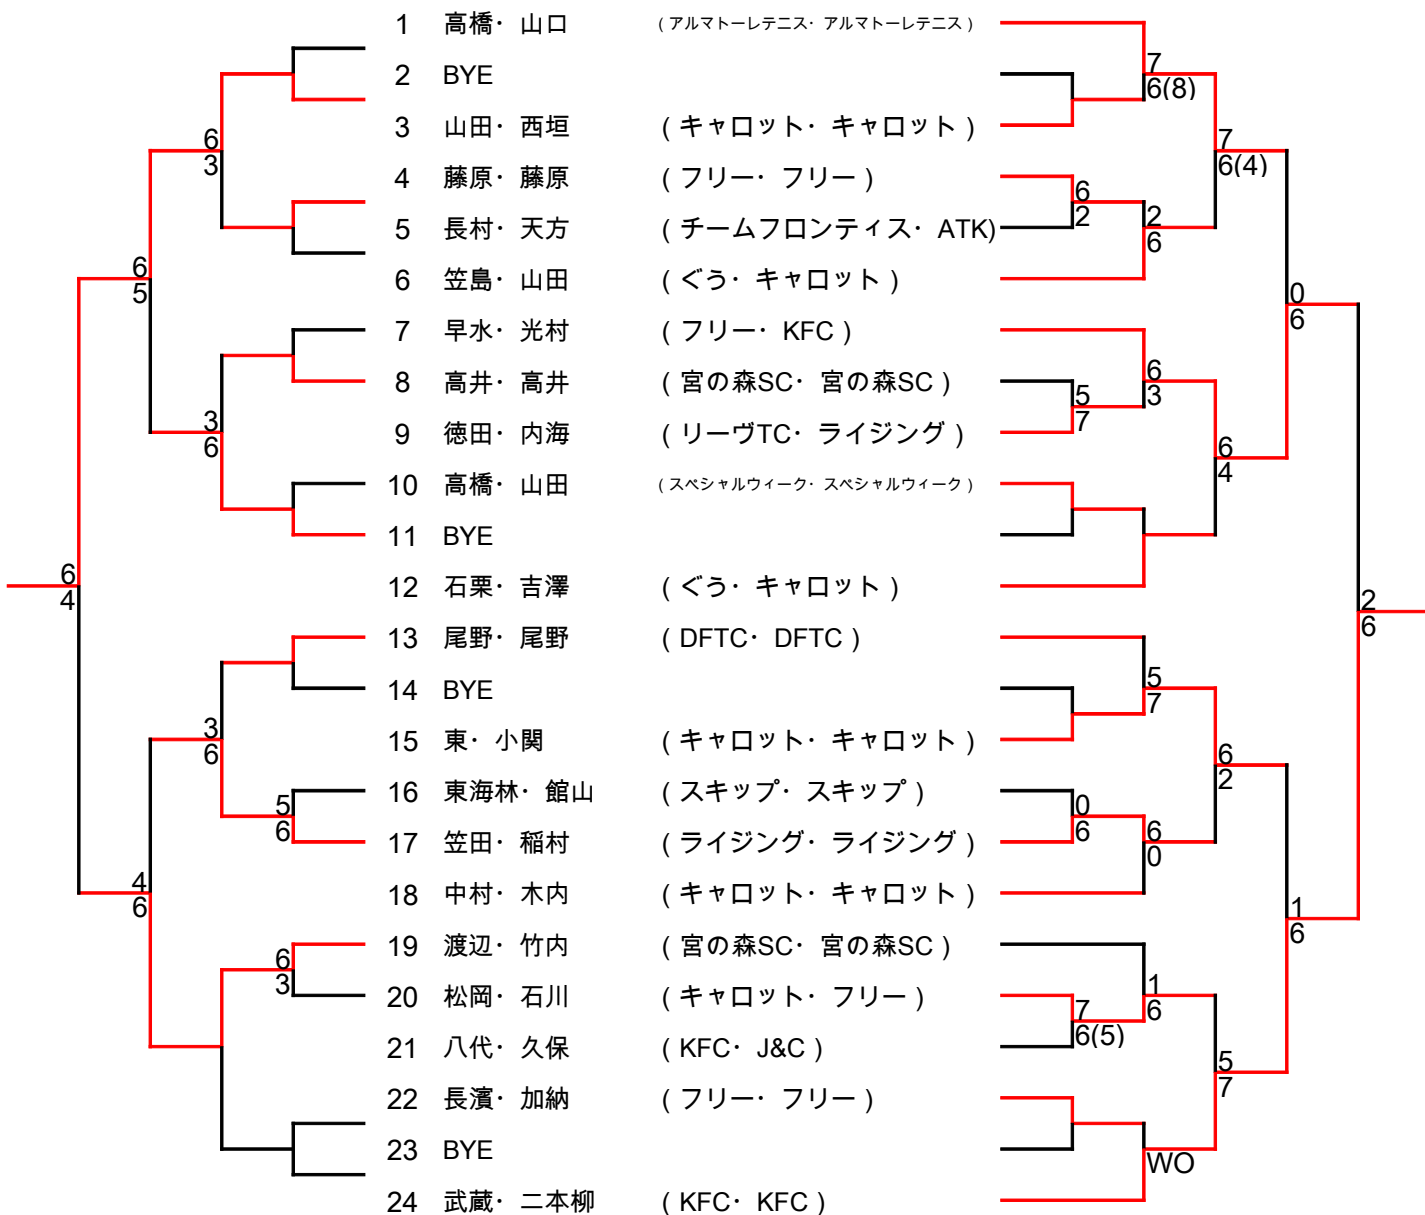 1 高橋・山口 (アルマトーレテニス・アルマトーレテニス)
7
2 BYE
6(8)
3 山田・西垣 (キャロット・キャロット)
6
7
3
6(4)
4 藤原・藤原 (フリー・フリー)
6
5 長村・天方 (チームフロンティス・ATK)
2
2
6
6 笠島・山田 (ぐう・キャロット)
6
5
0
6
7 早水・光村 (フリー・KFC)
8 高井・高井 (宮の森SC・宮の森SC)
6
5
3
9 徳田・内海 (リーヴTC・ライジング)
3
6
7
6
4
10 高橋・山田 (スペシャルウィーク・スペシャルウィーク)
11 BYE
12 石栗・吉澤 (ぐう・キャロット)
6
4
2
6
13 尾野・尾野 (DFTC・DFTC)
14 BYE
5
7
15 東・小関 (キャロット・キャロット)
3
6
6
2
16 東海林・館山 (スキップ・スキップ)
5
6
0
6
17 笠田・稲村 (ライジング・ライジング)
6
0
18 中村・木内 (キャロット・キャロット)
4
6
1
6
19 渡辺・竹内 (宮の森SC・宮の森SC)
6
3
20 松岡・石川 (キャロット・フリー)
1
6
7
6(5)
21 八代・久保 (KFC・J&C)
5
7
22 長濱・加納 (フリー・フリー)
23 BYE
WO
24 武蔵・二本柳 (KFC・KFC)